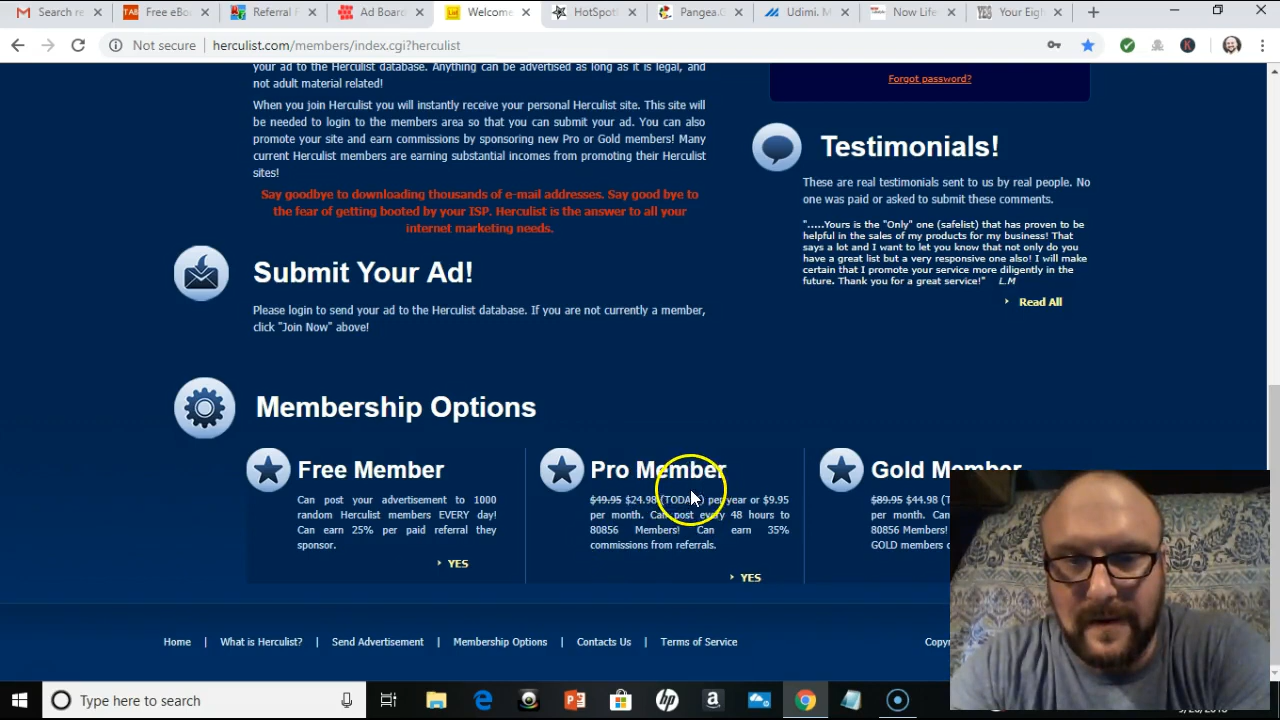 Search re
Free eBo
Referral
Ad Board
Welcome
HotSpot
Pangea.G
Udimi. M
Now Life
Your Eigh
Not secure
herculist.com/members/index.cgi?herculist
your ad to the Herculist database. Anything can be advertised as long as it is legal, and
not adult material related!
When you join Herculist you will instantly receive your personal Herculist site. This site
will be needed to login to the members area so that you can submit your ad. You can also
promote your site and earn commissions by sponsoring new Pro or Gold members! Many
current Herculist members are earning substantial incomes from promoting their Herculist
sites!
Say goodbye to downloading thousands of e-mail addresses. Say good bye to
the fear of getting booted by your ISP. Herculist is the answer to all your
internet marketing needs.
Forgot password?
Testimonials!
These are real testimonials sent to us by real people. No
one was paid or asked to submit these comments.
".....Yours is the "Only" one (safelist) that has proven to be
helpful in the sales of my products for my business! That
says a lot and I want to let you know that not only do you
have a great list but a very responsive one also! I will make
certain that I promote your service more diligently in the
future. Thank you for a great service!" L.M
Read All
Submit Your Ad!
Please login to send your ad to the Herculist database. If you are not currently a member,
click "Join Now" above!
Membership Options
Free Member
Can post your advertisement to 1000
random Herculist members EVERY day!
Can earn 25% per paid referral they
sponsor.
YES
Pro Member
$49.95 $24.98 (TODAY) per year or $9.95
per month. Can post every 48 hours to
80856 Members! Can earn 35%
commissions from referrals.
YES
Gold Member
$89.95 $44.98
per month.
80856 Members!
GOLD members
Home | What is Herculist? | Send Advertisement | Membership Options | Contacts Us | Terms of Service
Type here to search